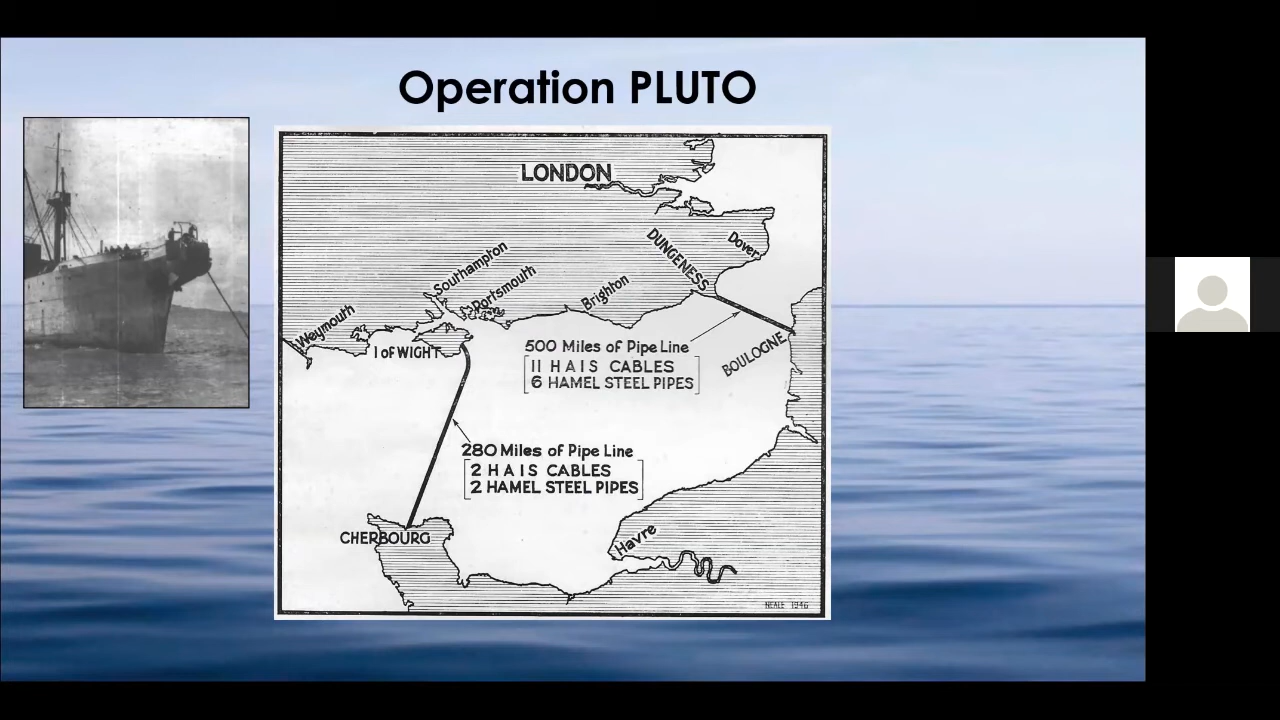 Operation PLUTO
LONDON
DUNGENESS
Dover
Southampton
Portsmouth
Brighton
Weymouth
I of WIGHT
500 Miles of Pipe Line
11 H A I S CABLES
6 HAMEL STEEL PIPES
BOULOGNE
280 Miles of Pipe Line
2 H A I S CABLES
2 HAMEL STEEL PIPES
CHERBOURG
Havre
NEALE 1946